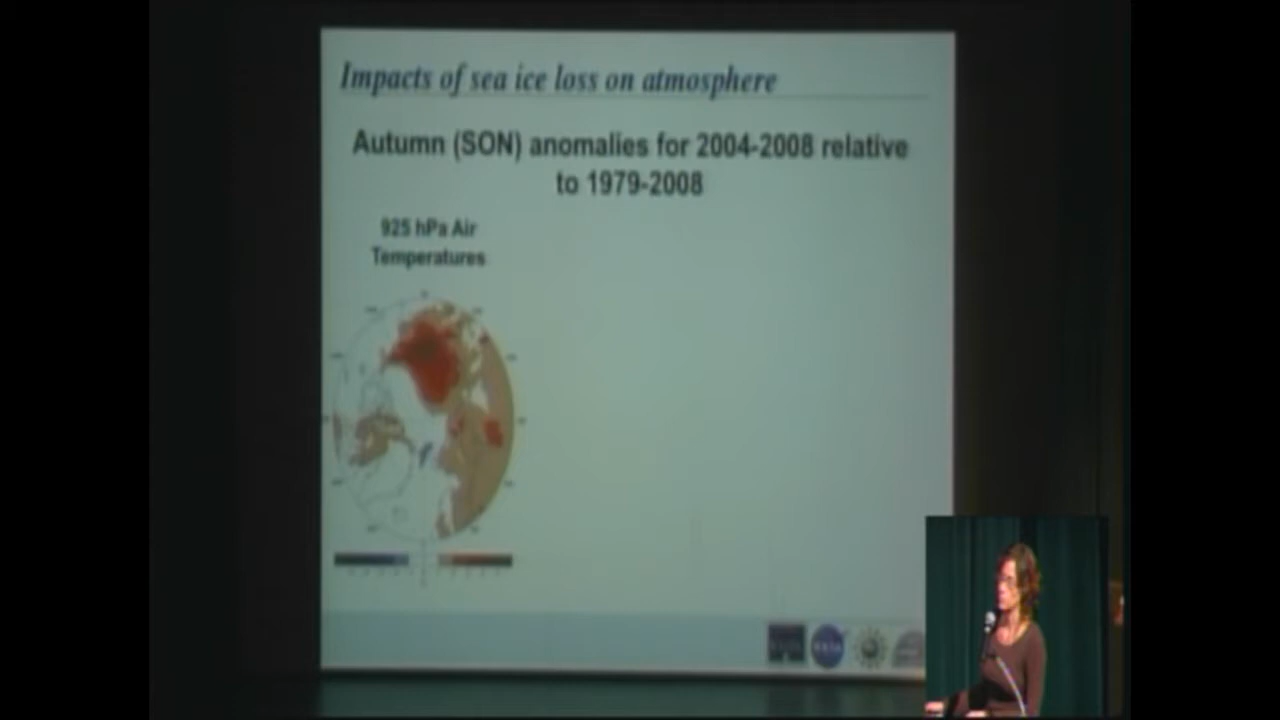 Impacts of sea ice loss on atmosphere
Autumn (SON) anomalies for 2004-2008 relative
to 1979-2008
925 hPa Air
Temperatures
NASA